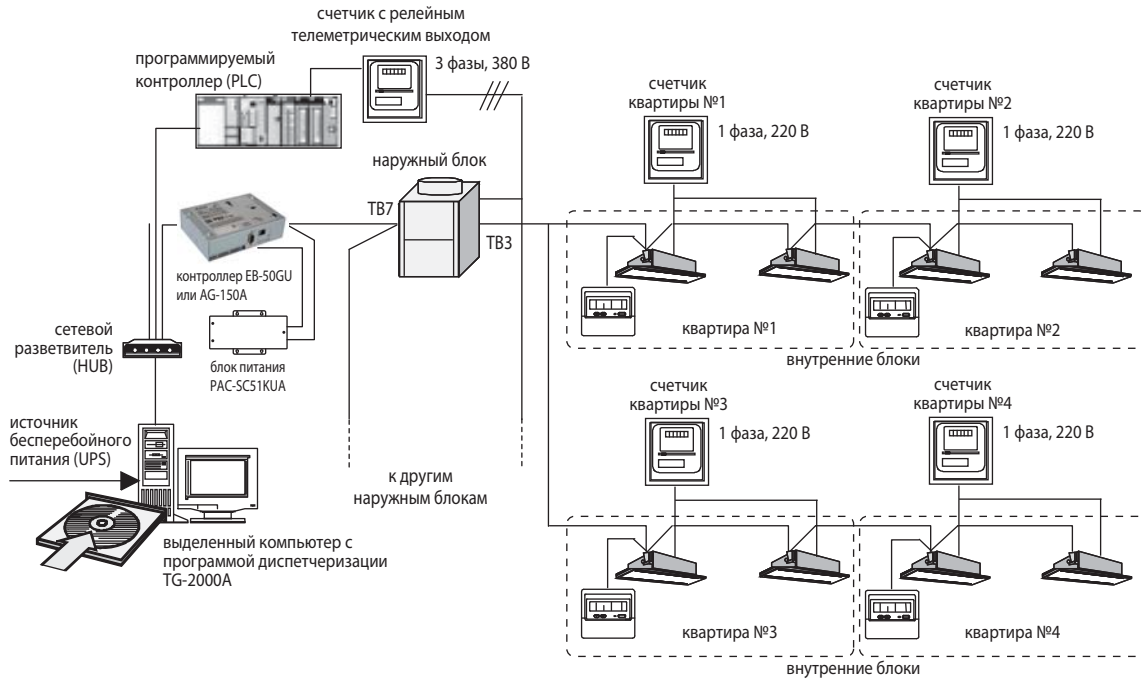 счетчик с релейным
телеметрическим выходом
программируемый
контроллер (PLC)
3 фазы, 380 В
наружный блок
TB7
TB3
контроллер EB-50GU
или AG-150A
сетевой
разветвитель
(HUB)
блок питания
PAC-SC51KUA
источник
бесперебойного
питания (UPS)
к другим
наружным блокам
выделенный компьютер с
программой диспетчеризации
TG-2000A
счетчик
квартиры №1
1 фаза, 220 В
счетчик
квартиры №2
1 фаза, 220 В
квартира №1
квартира №2
внутренние блоки
счетчик
квартиры №3
1 фаза, 220 В
счетчик
квартиры №4
1 фаза, 220 В
квартира №3
квартира №4
внутренние блоки